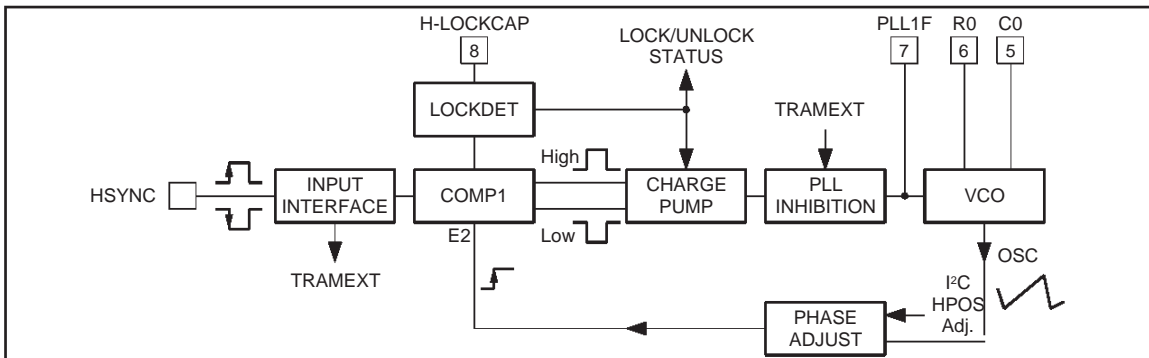 H-LOCKCAP
8
LOCK/UNLOCK
STATUS
PLL1F
7
R0
6
C0
5
LOCKDET
TRAMEXT
High
HSYNC
INPUT
INTERFACE
COMP1
CHARGE
PUMP
PLL
INHIBITION
VCO
E2
Low
TRAMEXT
OSC
I²C
HPOS
Adj.
PHASE
ADJUST